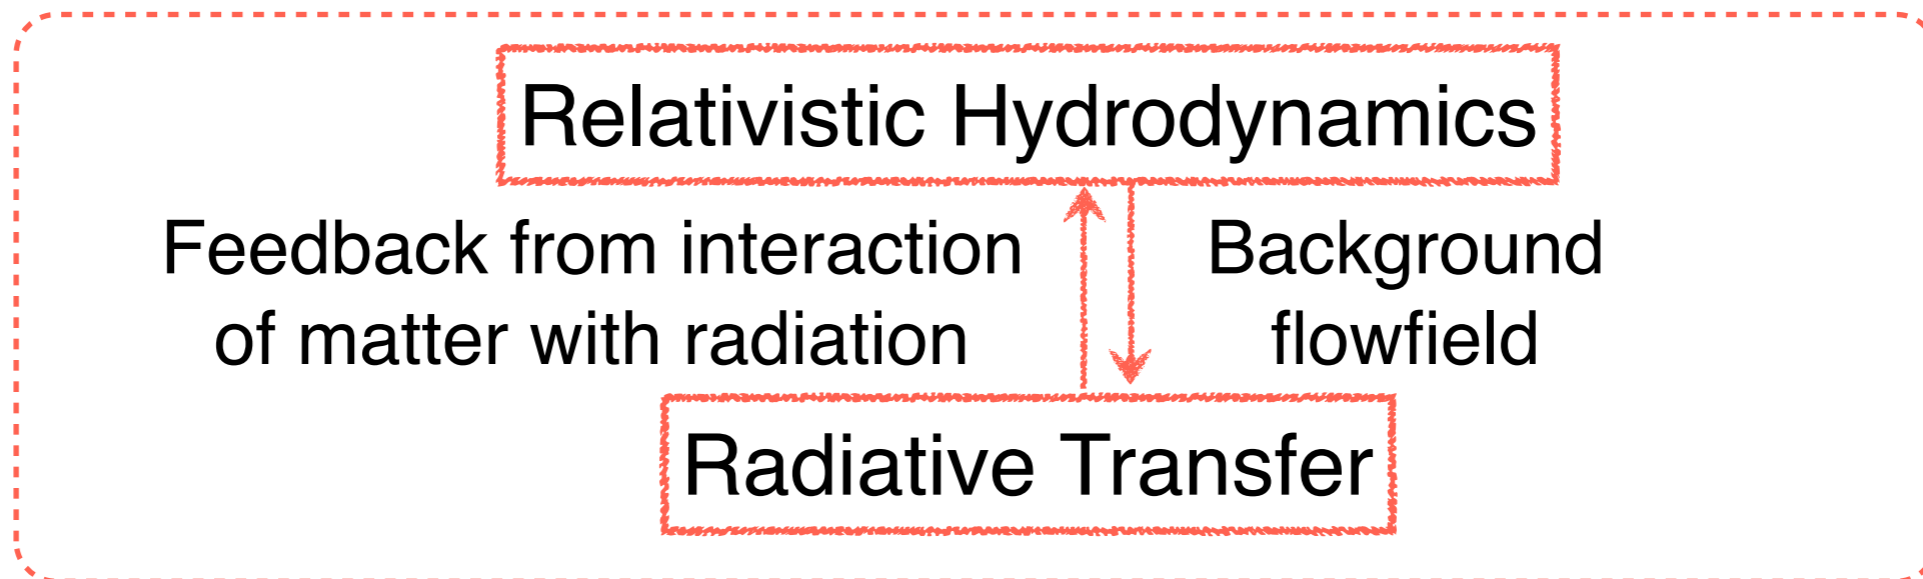 Relativistic Hydrodynamics
Feedback from interaction
of matter with radiation
Background
flowfield
Radiative Transfer